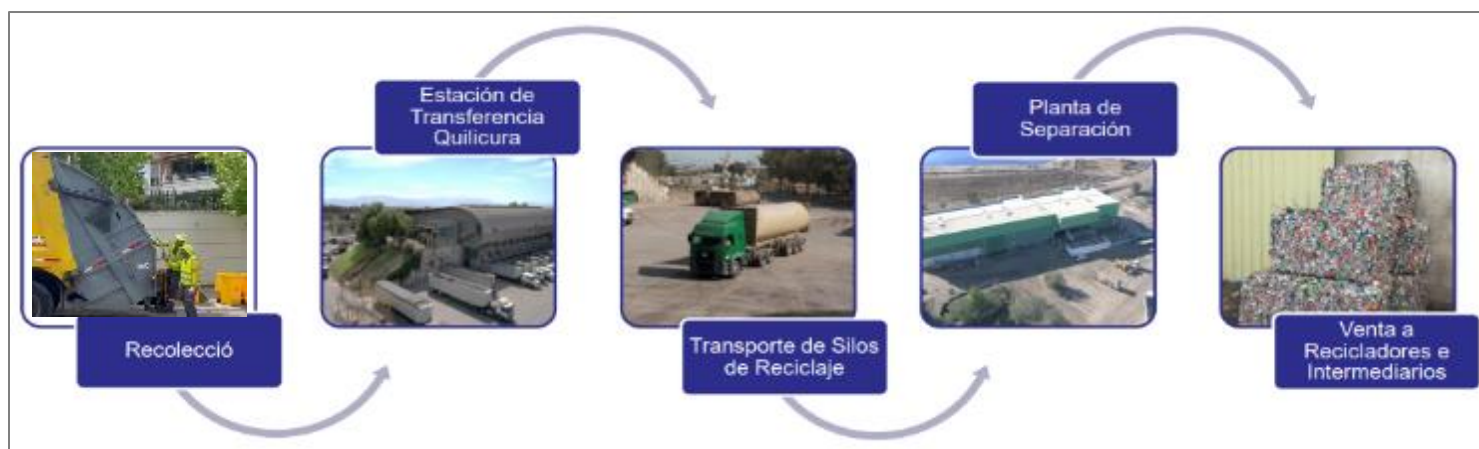 Recolecció
Estación de
Transferencia
Quilicura
Transporte de Silos
de Reciclaje
Planta de
Separación
Venta a
Recicladores e
Intermediarios